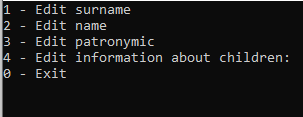 1 - Edit surname
2 - Edit name
3 - Edit patronymic
4 - Edit information about children:
0 - Exit